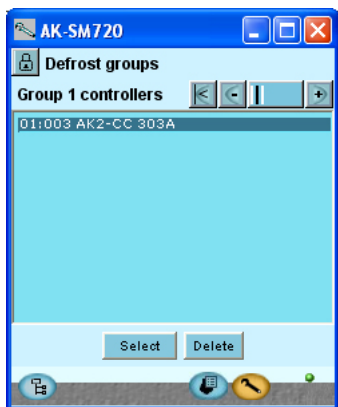 AK-SM720
Defrost groups
Group 1 controllers
01:003 AK2-CC 303A
Select Delete